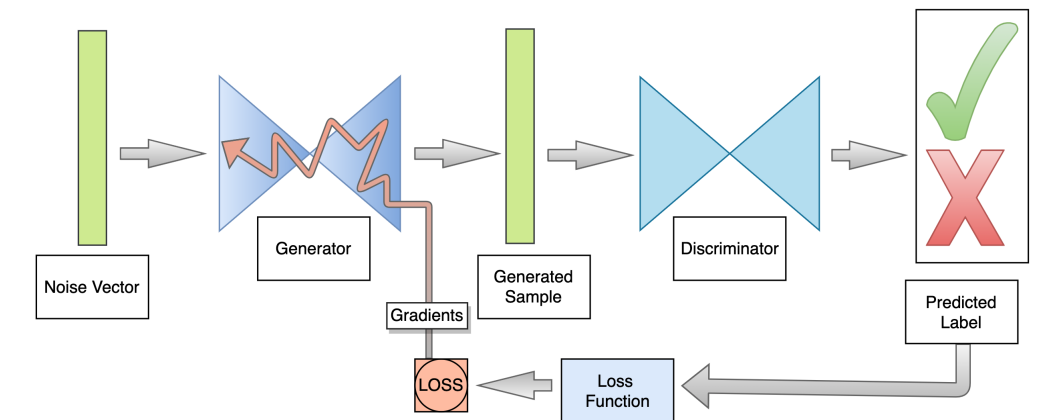 Noise Vector
Generator
Generated
Sample
Discriminator
Predicted
Label
Gradients
LOSS
Loss
Function